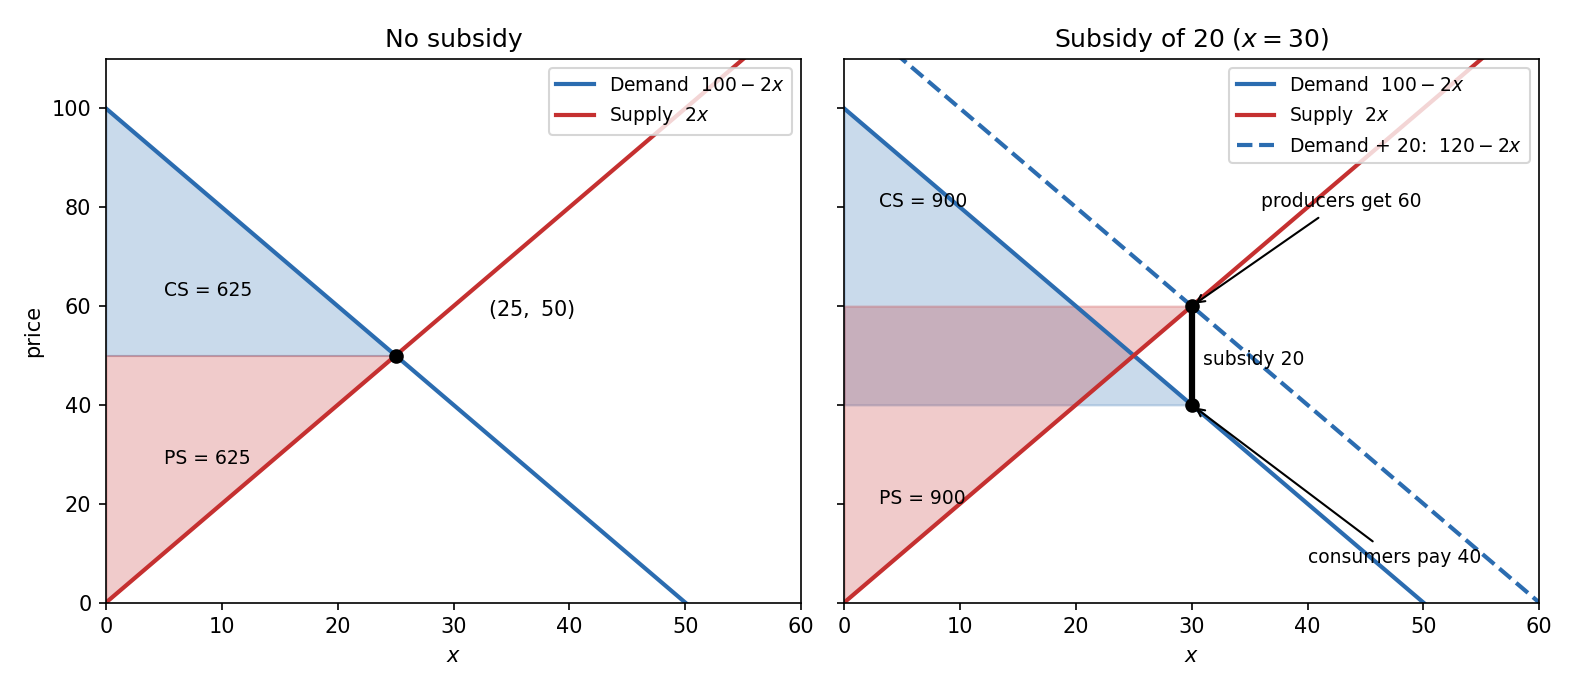 No subsidy
Demand 100 − 2x
Supply 2x
CS = 625
(25, 50)
PS = 625
price
100
80
60
40
20
0
0 10 20 30 40 50 60
x
Subsidy of 20 (x = 30)
Demand 100 − 2x
Supply 2x
Demand + 20: 120 − 2x
CS = 900
producers get 60
subsidy 20
PS = 900
consumers pay 40
0 10 20 30 40 50 60
x